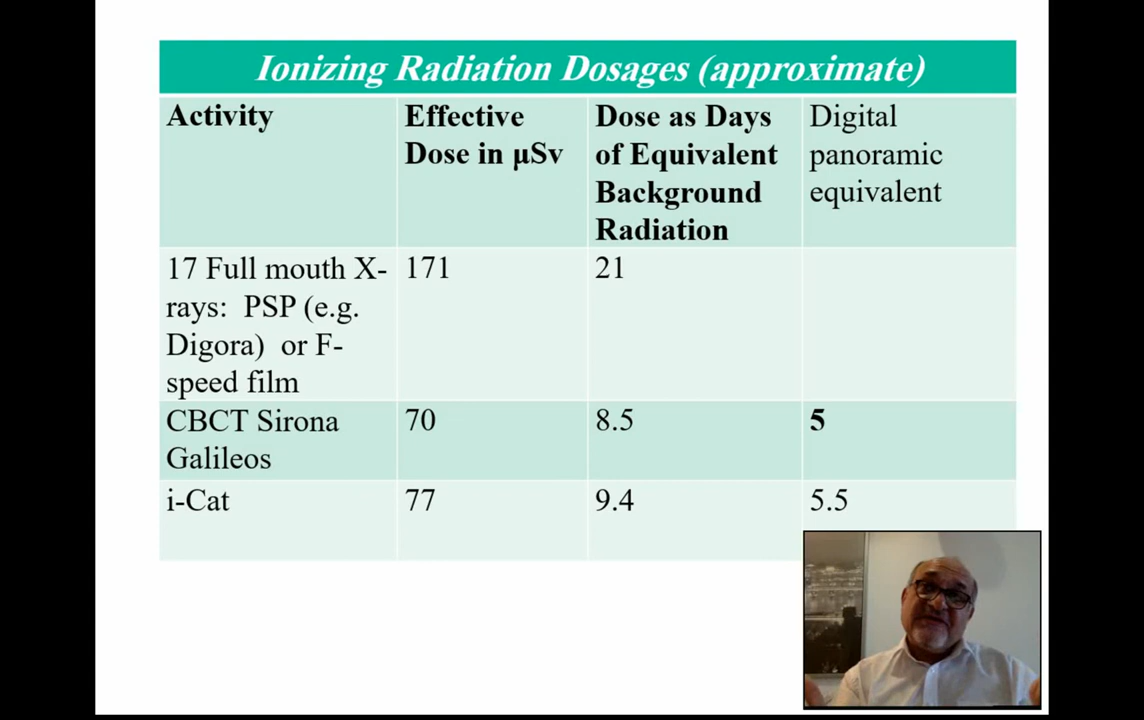 Ionizing Radiation Dosages (approximate)
Activity
Effective
Dose in μSv
Dose as Days
of Equivalent
Background
Radiation
Digital
panoramic
equivalent
17 Full mouth X-
rays:  PSP (e.g.
Digora)  or F-
speed film
171
21
CBCT Sirona
Galileos
70
8.5
5
i-Cat
77
9.4
5.5